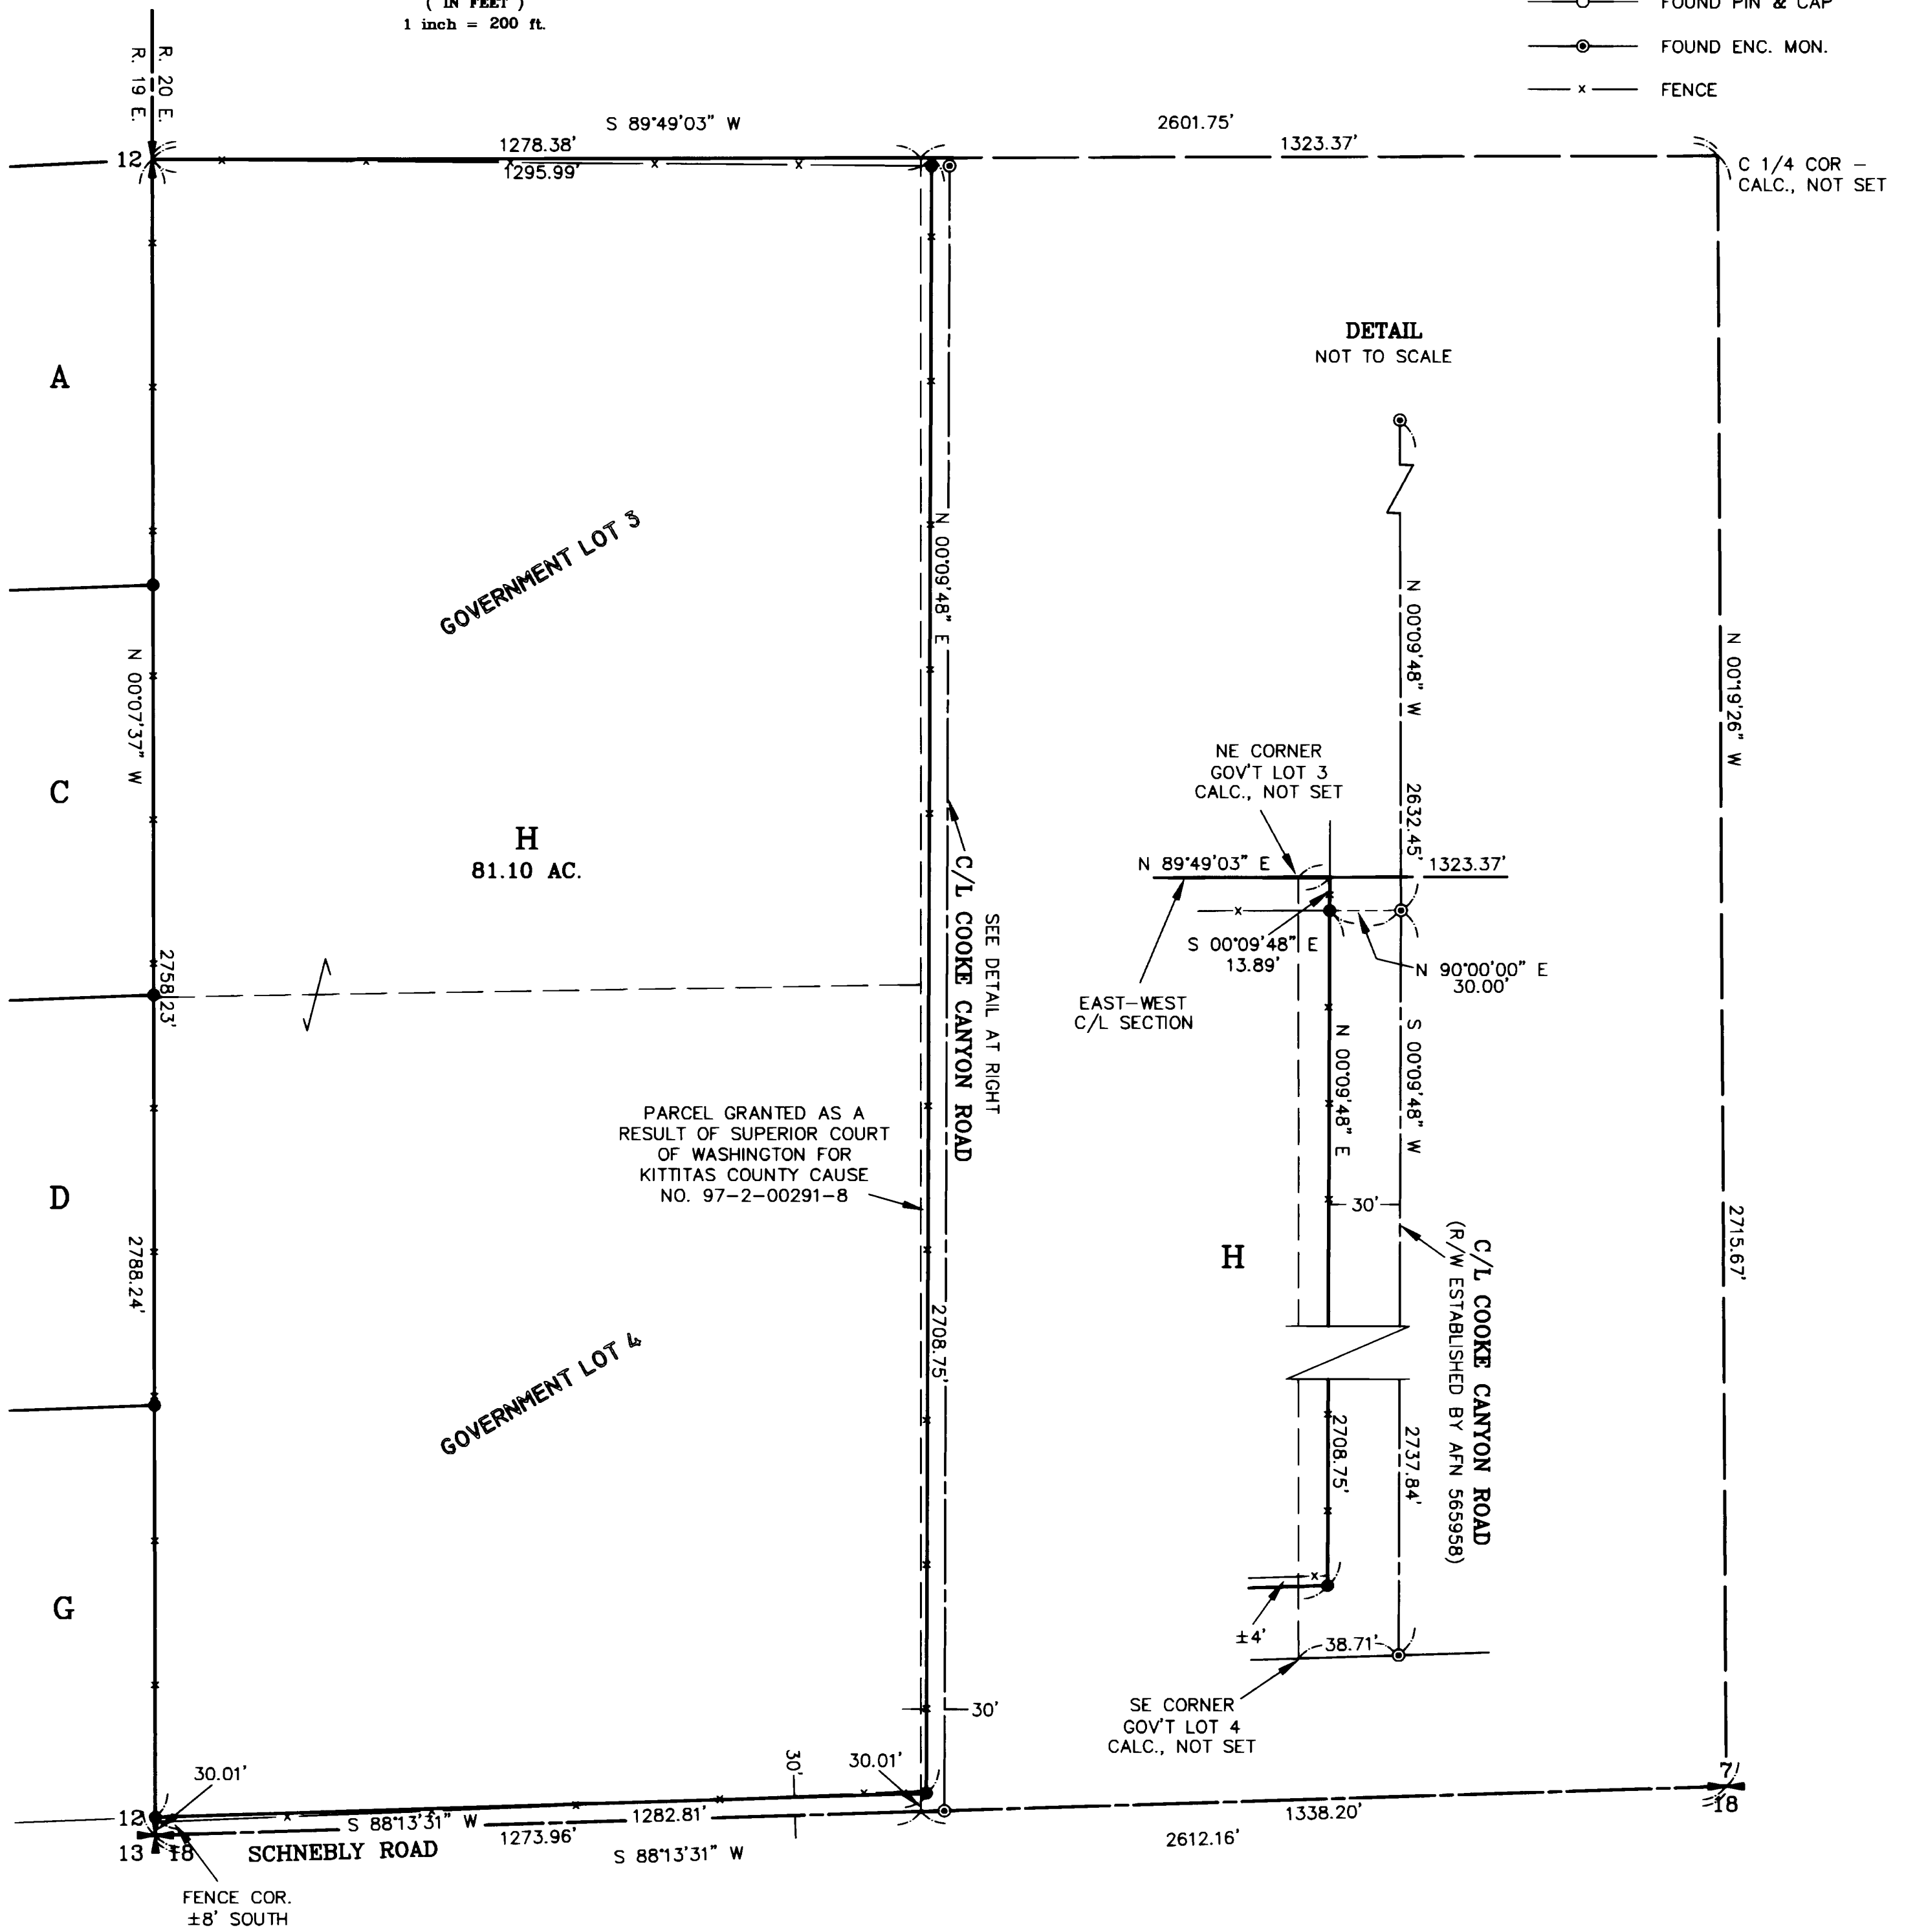 ( IN FEET )
1 inch = 200 ft.
FOUND PIN & CAP
FOUND ENC. MON.
FENCE
R. 20 E.
R. 19 E.
S 89°49'03" W
2601.75'
1278.38'
1323.37'
1295.99'
12
C 1/4 COR –
CALC., NOT SET
A
DETAIL
NOT TO SCALE
GOVERNMENT LOT 3
N 00°09'48" E
N 00°09'48" W
N 00°07'37" W
N 00°19'26" W
C
NE CORNER
GOV'T LOT 3
CALC., NOT SET
2632.45'
H
81.10 AC.
N 89°49'03" E
1323.37'
C/L COOKE CANYON ROAD
SEE DETAIL AT RIGHT
S 00°09'48" E
13.89'
N 90°00'00" E
30.00'
2758.23'
EAST–WEST
C/L SECTION
N 00°09'48" E
S 00°09'48" W
PARCEL GRANTED AS A
RESULT OF SUPERIOR COURT
OF WASHINGTON FOR
KITTITAS COUNTY CAUSE
NO. 97–2–00291–8
D
30'
2788.24'
H
C/L COOKE CANYON ROAD
(R/W ESTABLISHED BY AFN 565958)
2715.67'
2708.75'
GOVERNMENT LOT 4
2708.75'
2737.84'
G
±4'
38.71'
SE CORNER
GOV'T LOT 4
CALC., NOT SET
30'
30.01'
30'
30.01'
7
18
12
S 88°13'31" W
1282.81'
1338.20'
1273.96'
2612.16'
13 18
SCHNEBLY ROAD
S 88°13'31" W
FENCE COR.
±8' SOUTH